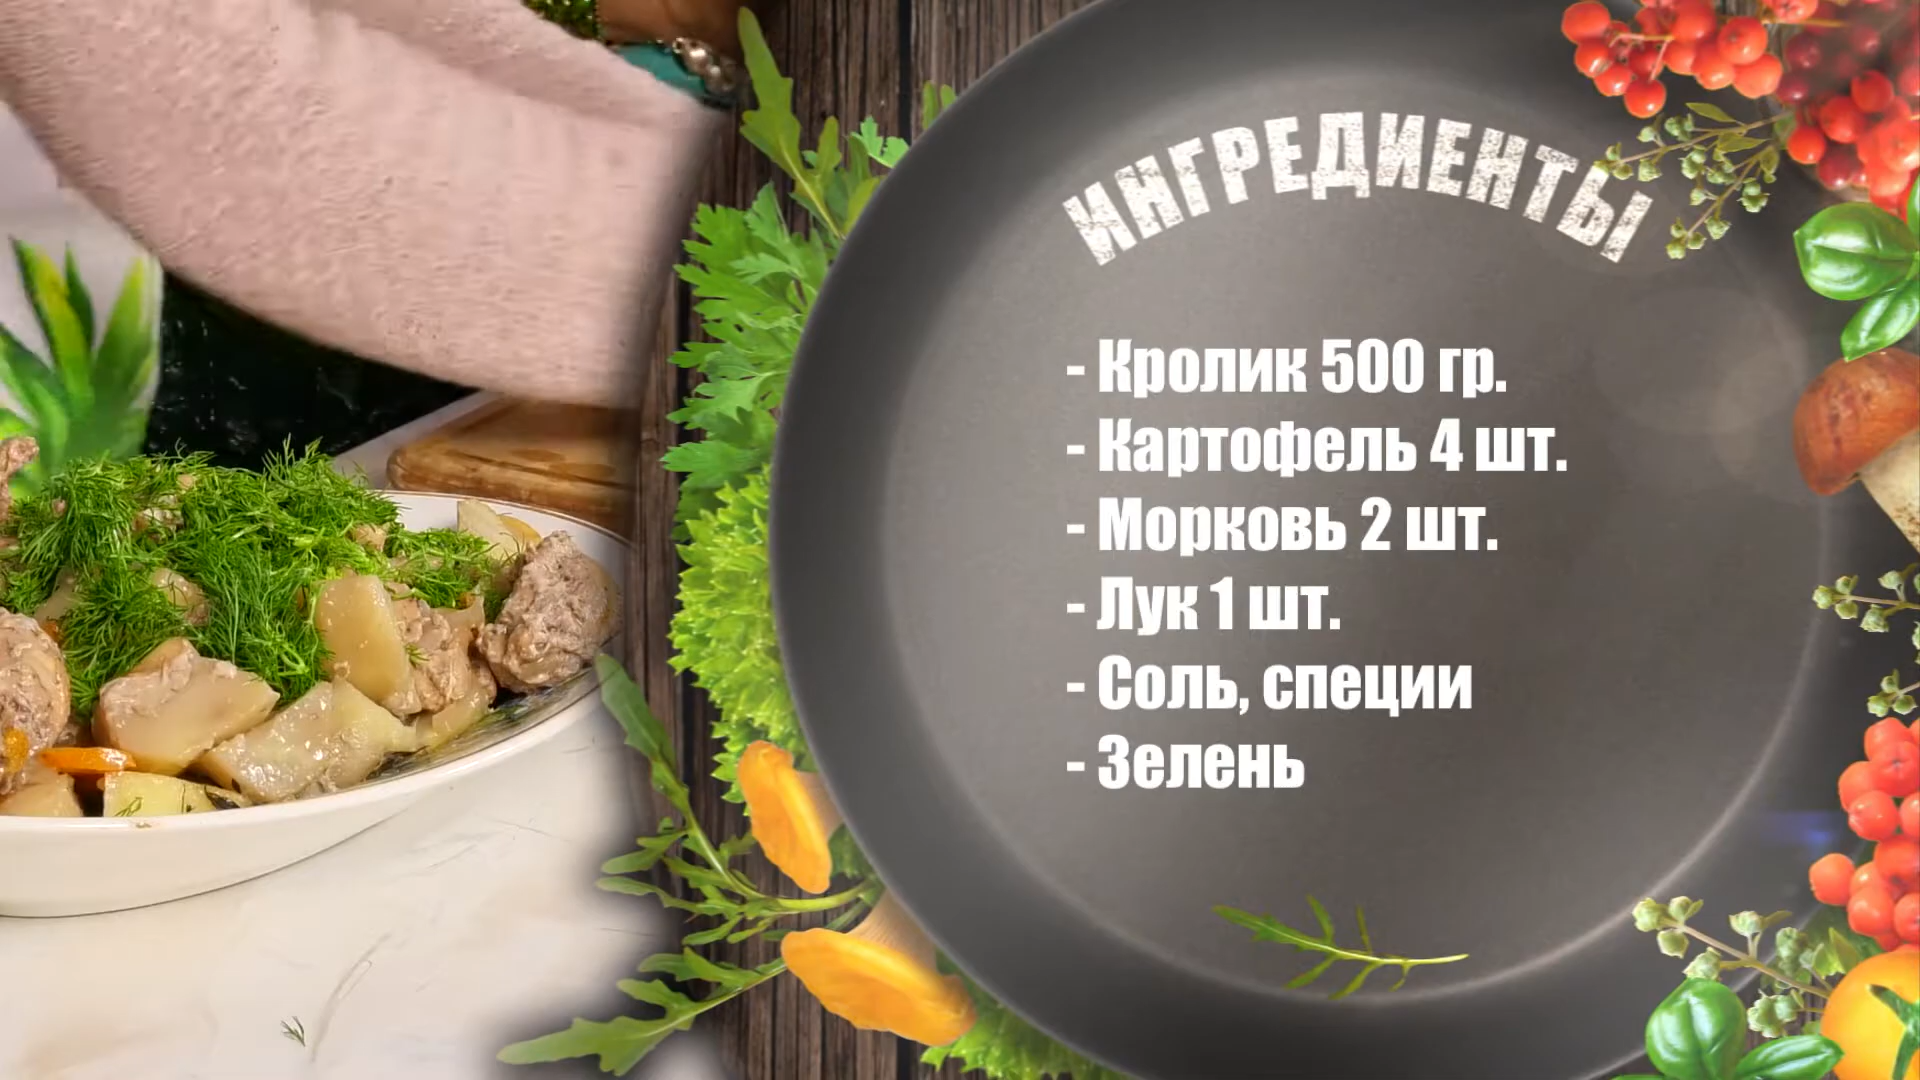 ИНГРЕДИЕНТЫ
- Кролик 500 гр.
- Картофель 4 шт.
- Морковь 2 шт.
- Лук 1 шт.
- Соль, специи
- Зелень